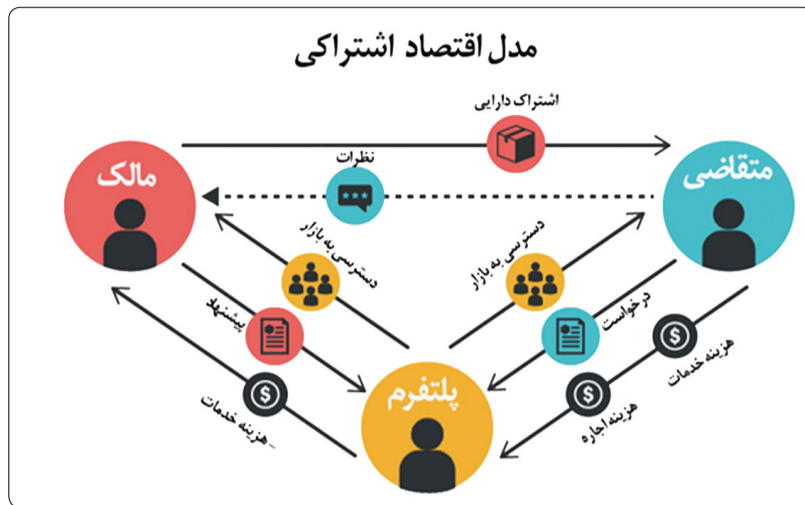 مدل اقتصاد اشتراکی
اشتراک دارایی
نظرات
متقاضی
مالک
دسترسی به بازار
دسترسی به بازار
پیشنهاد
درخواست
هزینه خدمات
هزینه اجاره
پلتفرم
_ هزینه خدمات